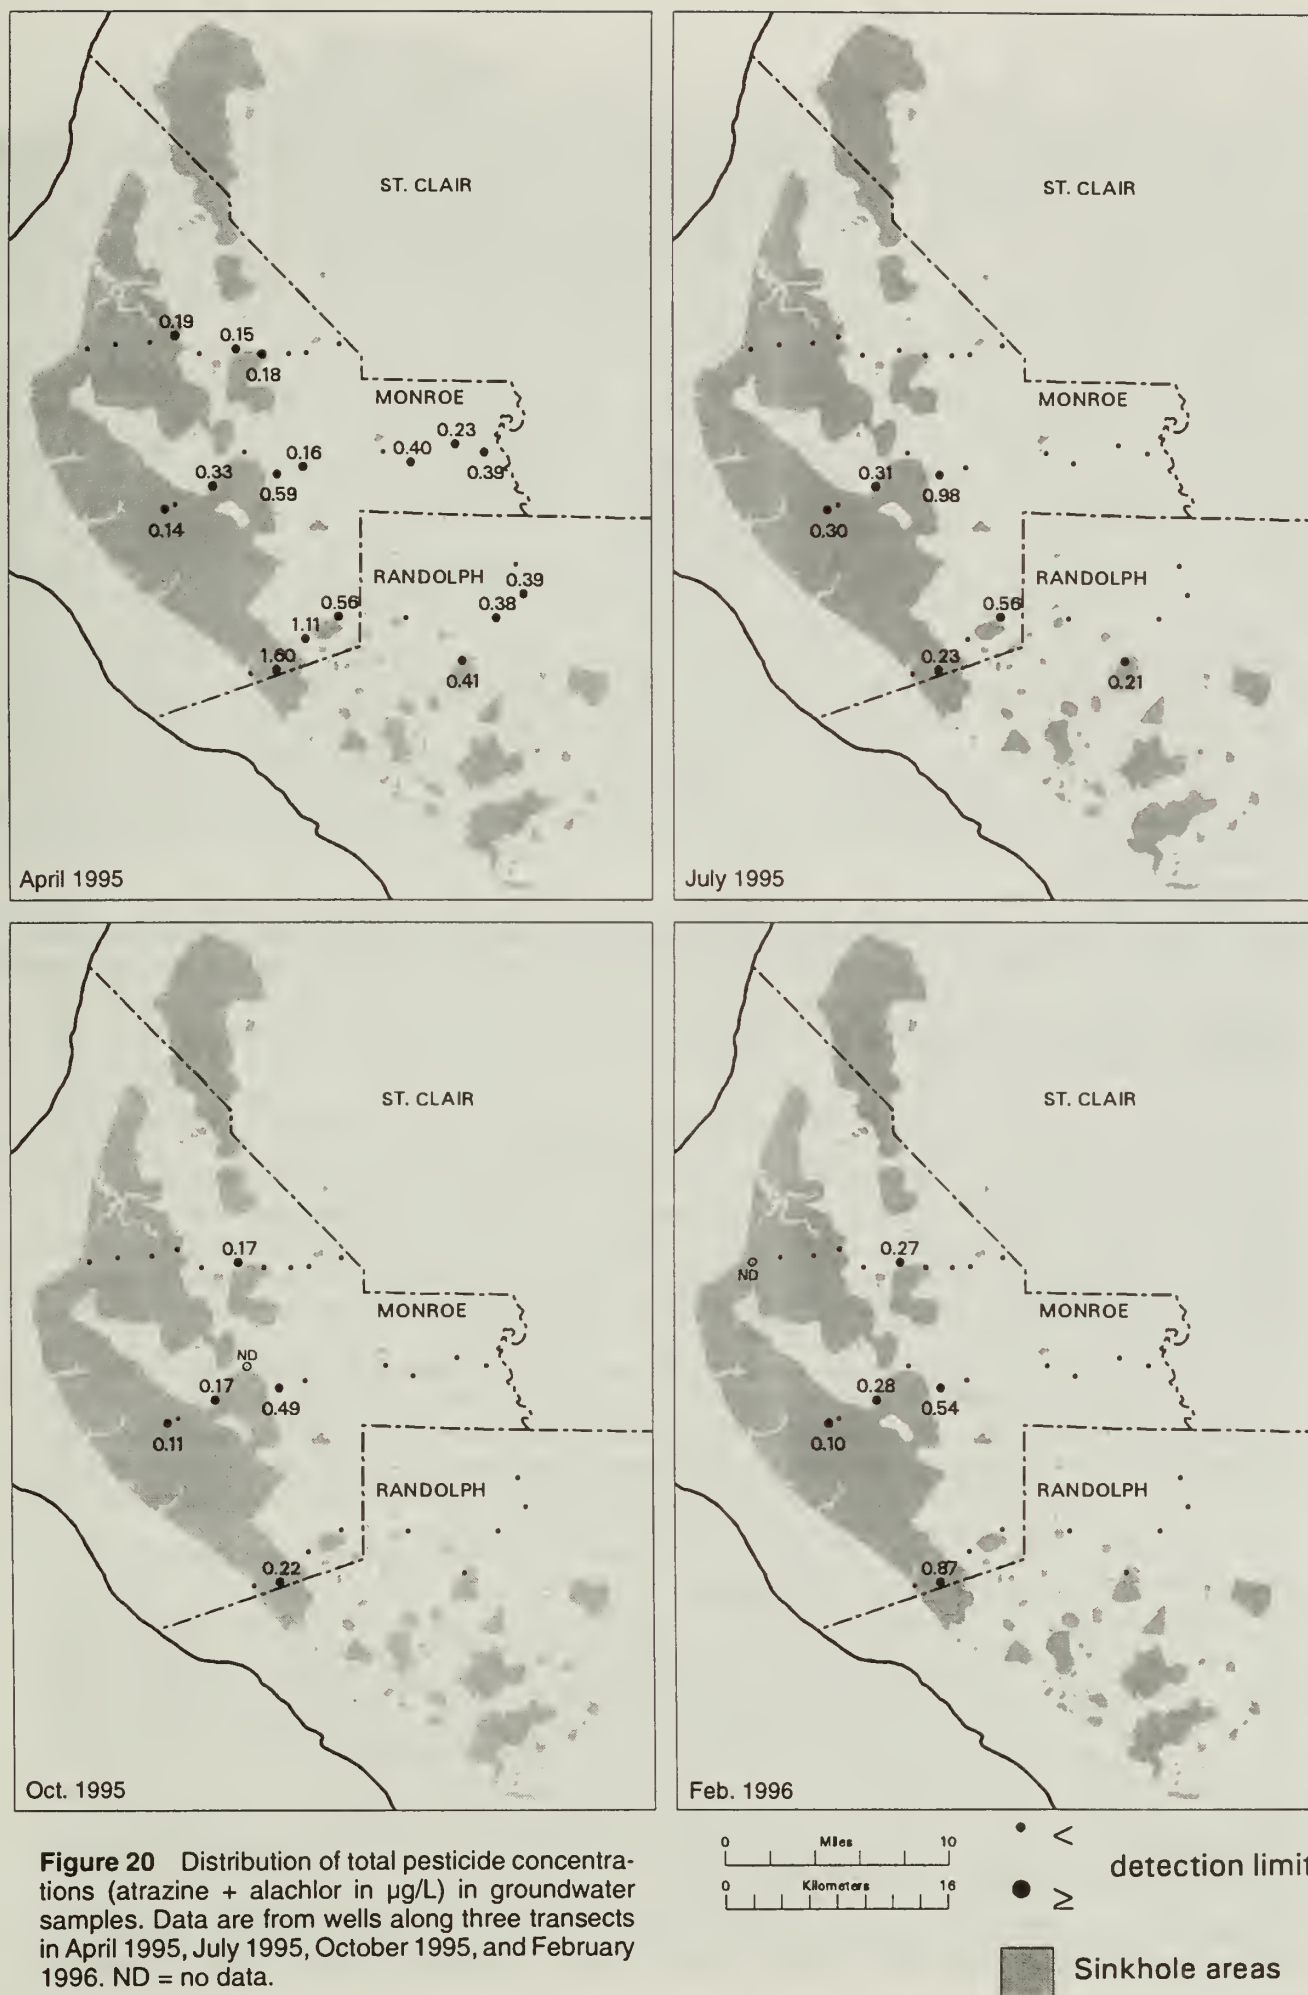 ST. CLAIR
0.19
0.15
0.18
MONROE
0.23
0.40
0.39
0.16
0.33
0.59
0.14
RANDOLPH
0.39
0.38
0.56
1.11
1.60
0.41
April 1995
ST. CLAIR
MONROE
0.31
0.98
0.30
RANDOLPH
0.56
0.23
0.21
July 1995
ST. CLAIR
0.17
MONROE
ND
0.17
0.49
0.11
RANDOLPH
0.22
Oct. 1995
ST. CLAIR
0.27
ND
MONROE
0.28
0.54
0.10
RANDOLPH
0.87
Feb. 1996
Figure 20 Distribution of total pesticide concentra-
tions (atrazine + alachlor in µg/L) in groundwater
samples. Data are from wells along three transects
in April 1995, July 1995, October 1995, and February
1996. ND = no data.
0 Miles 10
0 Kilometers 16
<
detection limit
≥
Sinkhole areas